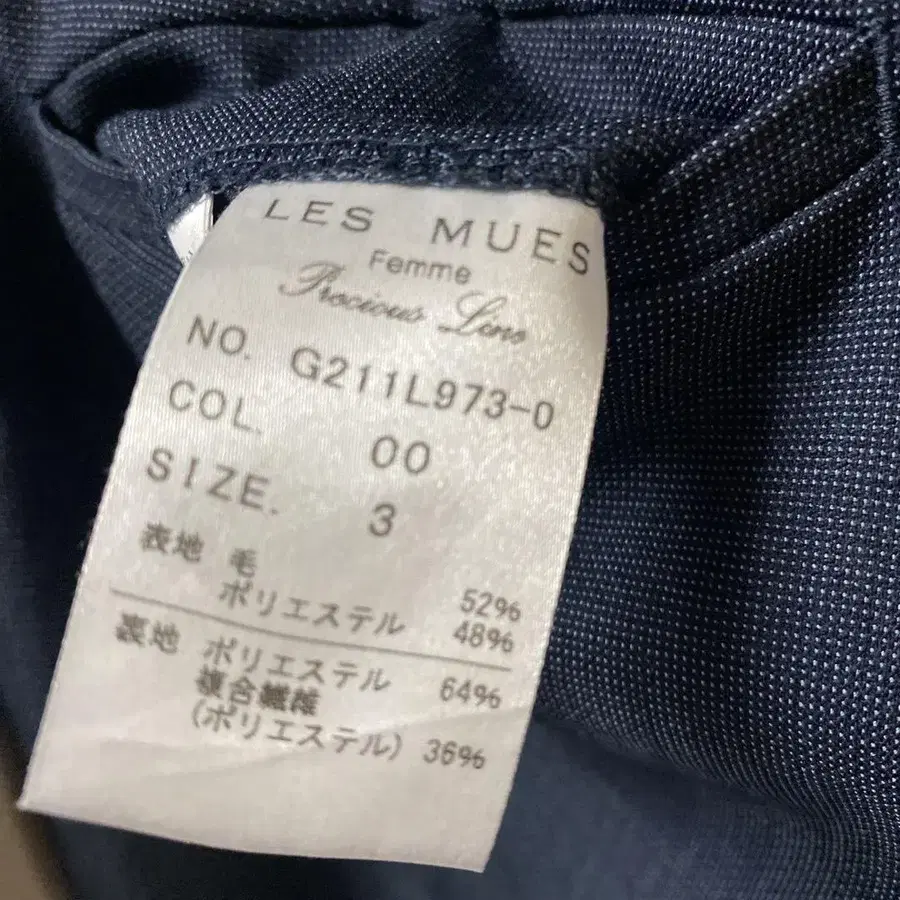 LES MUES
Femme
Precious Line
NO. G211L973-0
COL. 00
SIZE. 3
表地 毛 52%
ポリエステル 48%
裏地 ポリエステル 64%
複合繊維
(ポリエステル) 36%